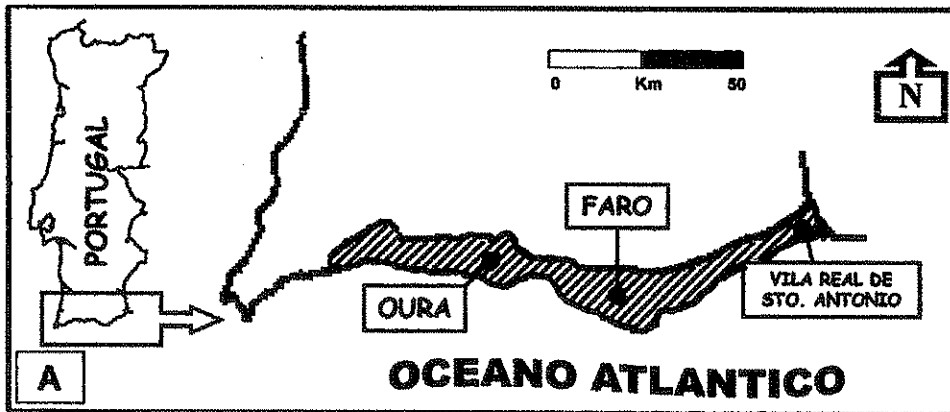 PORTUGAL
0 Km 50
N
FARO
OURA
VILA REAL DE
STO. ANTONIO
A
OCEANO ATLANTICO